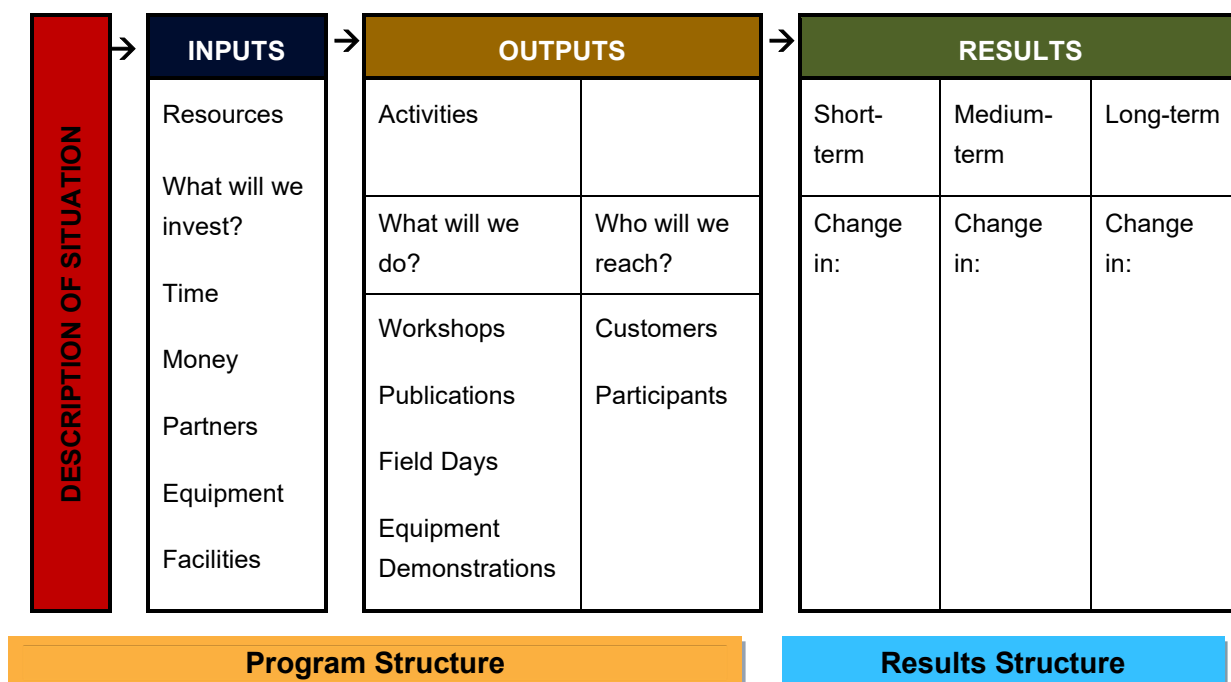 DESCRIPTION OF SITUATION
→
INPUTS
Resources
What will we
invest?
Time
Money
Partners
Equipment
Facilities
→
OUTPUTS
Activities
What will we
do?
Who will we
reach?
Workshops
Publications
Field Days
Equipment
Demonstrations
Customers
Participants
→
RESULTS
Short-
term
Medium-
term
Long-term
Change
in:
Change
in:
Change
in:
Program Structure
Results Structure